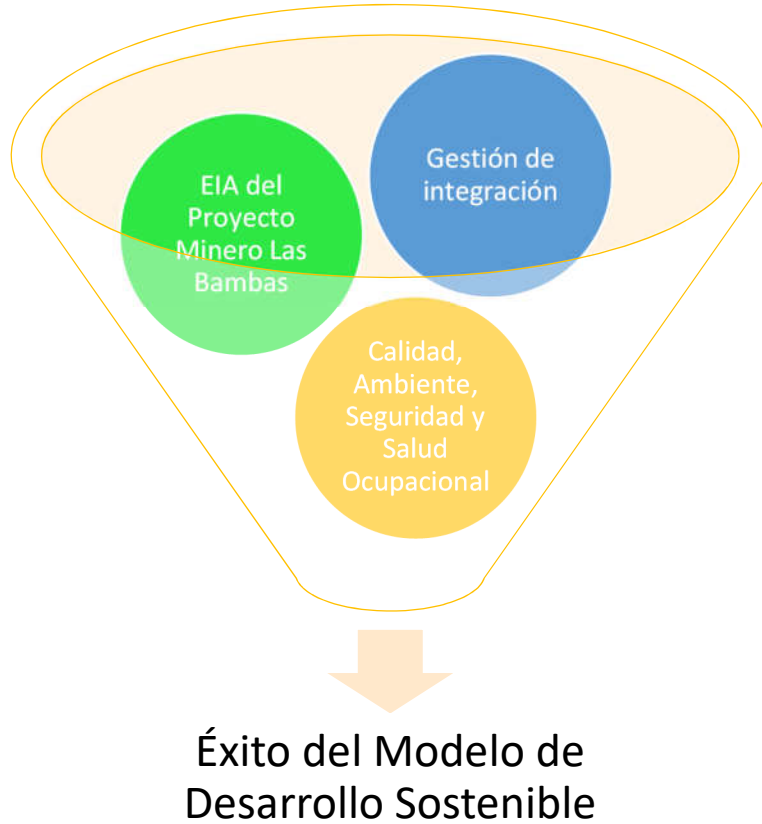 EIA del
Proyecto
Minero Las
Bambas
Gestión de
integración
Calidad,
Ambiente,
Seguridad y
Salud
Ocupacional
Éxito del Modelo de
Desarrollo Sostenible